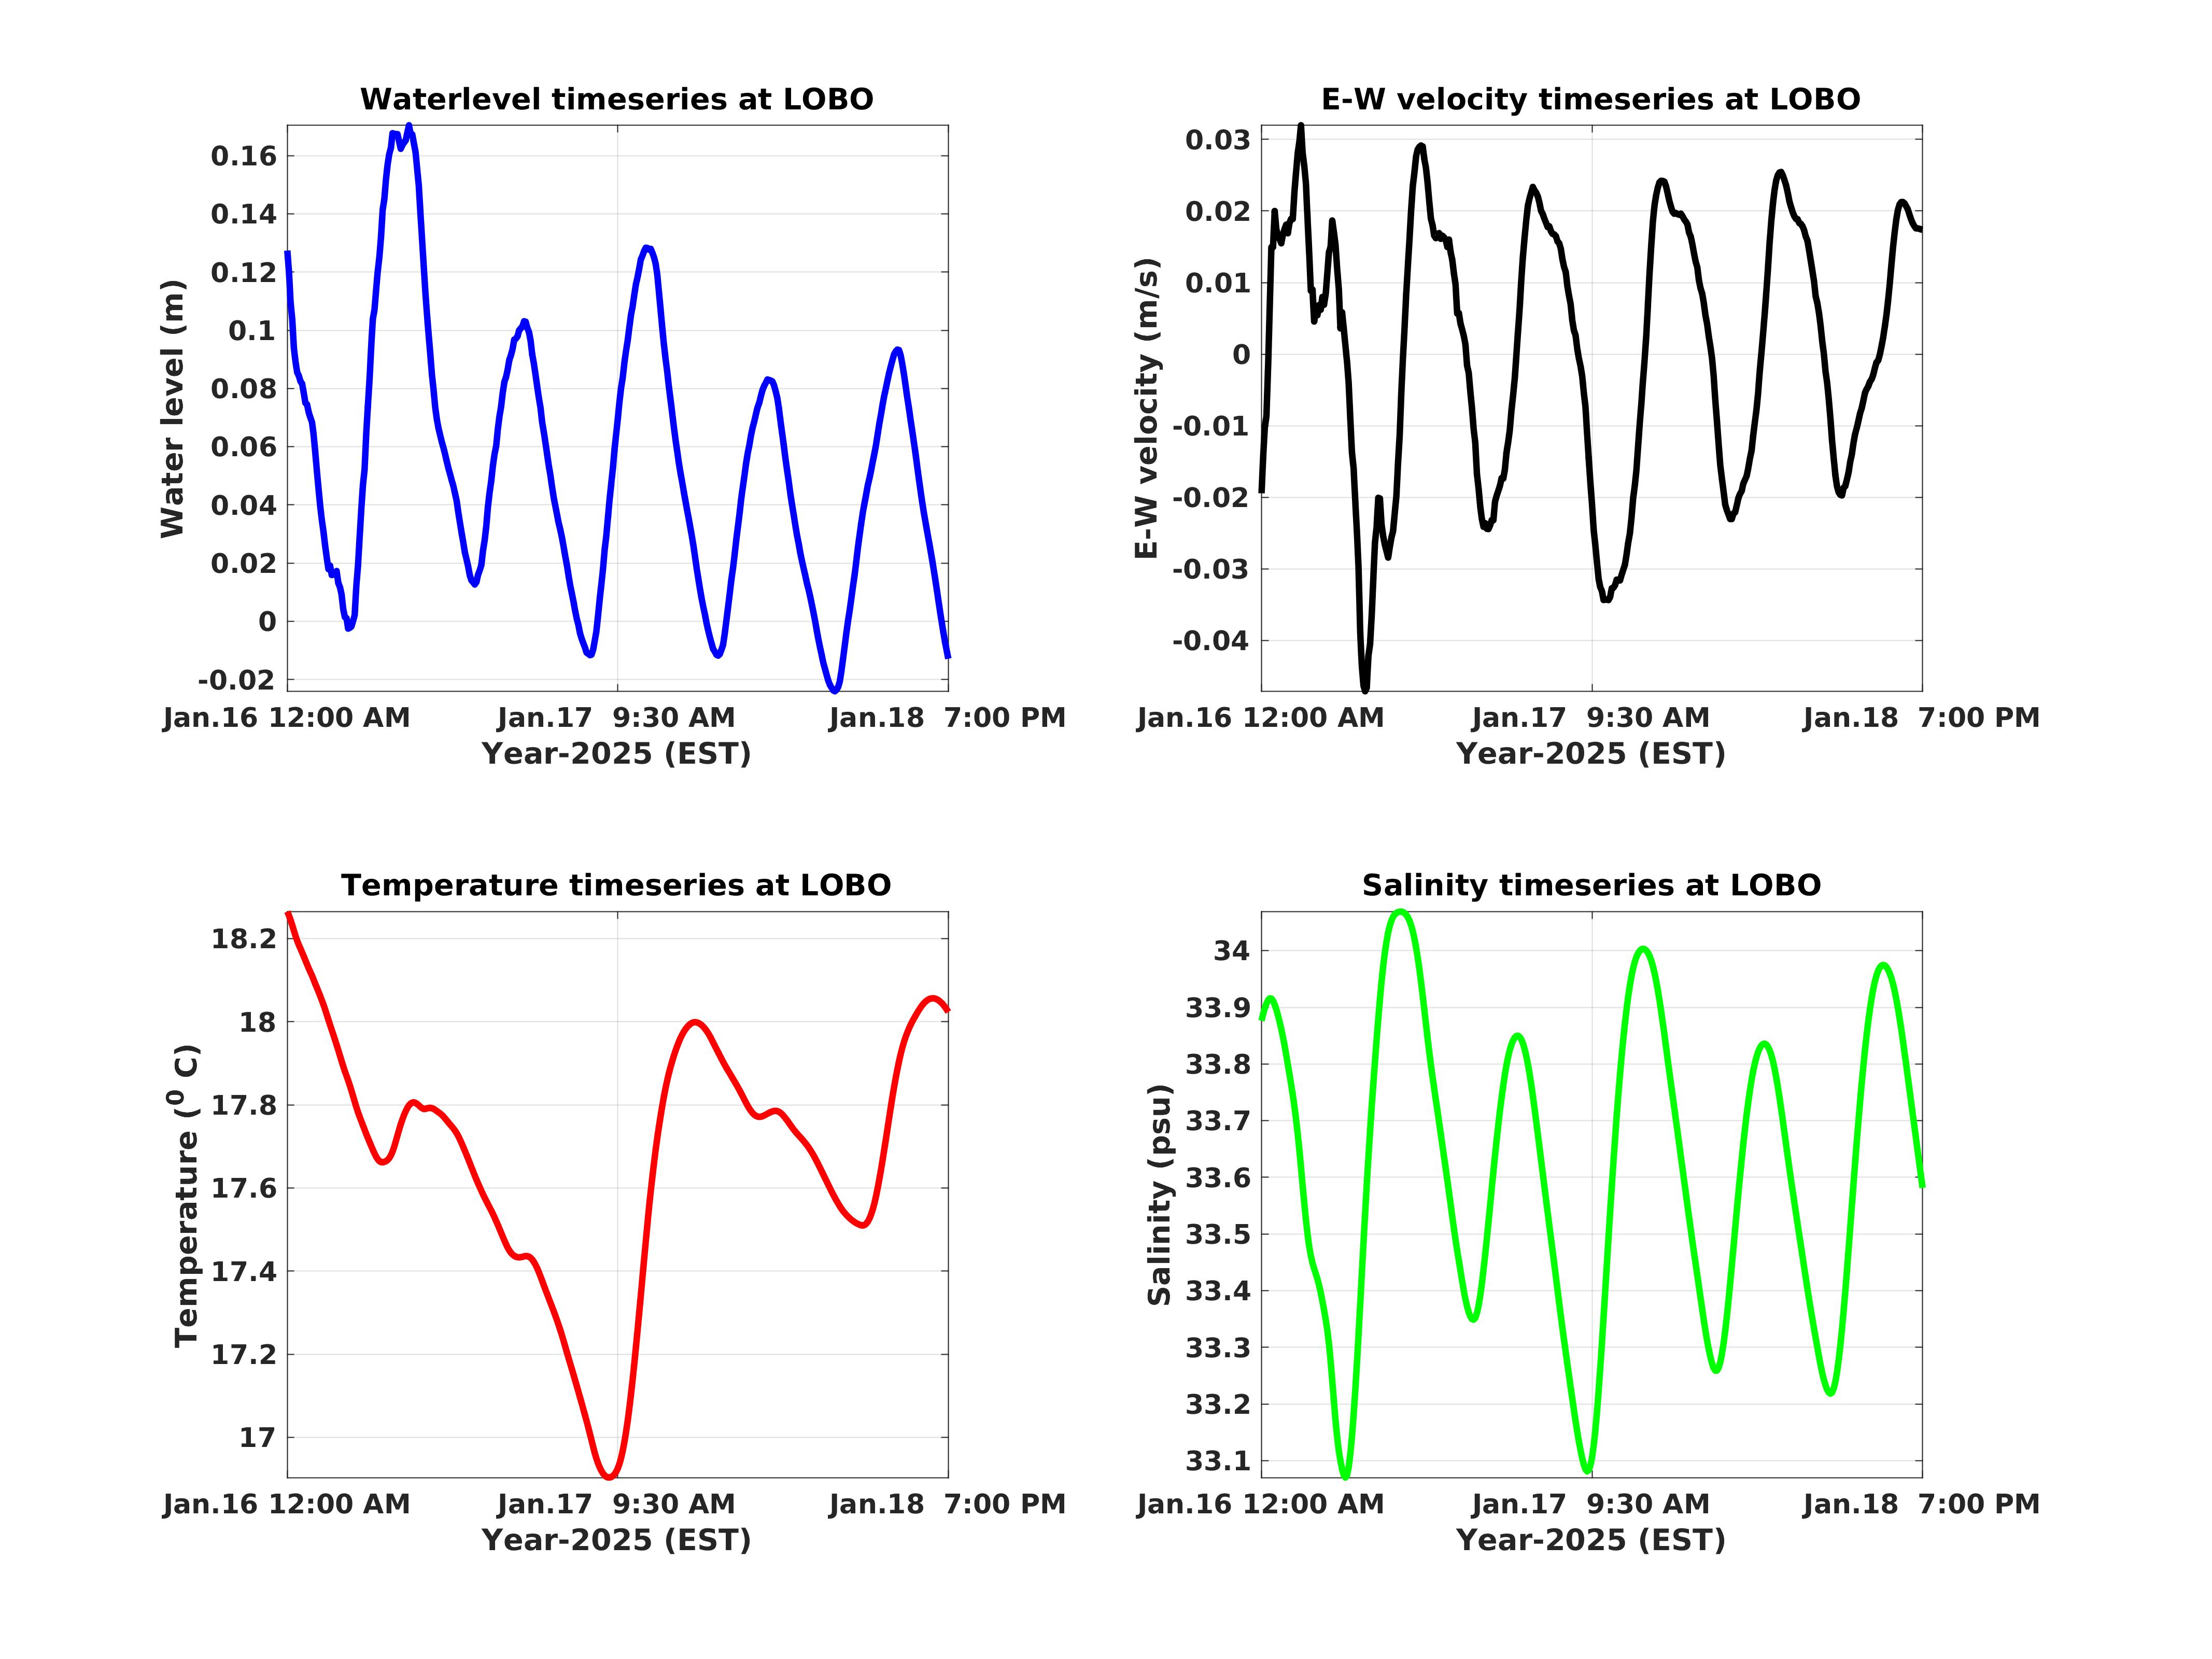 Waterlevel timeseries at LOBO
Water level (m)
0.16
0.14
0.12
0.1
0.08
0.06
0.04
0.02
0
-0.02
Jan.16 12:00 AM
Jan.17 9:30 AM
Jan.18 7:00 PM
Year-2025 (EST)
E-W velocity timeseries at LOBO
E-W velocity (m/s)
0.03
0.02
0.01
0
-0.01
-0.02
-0.03
-0.04
Jan.16 12:00 AM
Jan.17 9:30 AM
Jan.18 7:00 PM
Year-2025 (EST)
Temperature timeseries at LOBO
Temperature (⁰ C)
18.2
18
17.8
17.6
17.4
17.2
17
Jan.16 12:00 AM
Jan.17 9:30 AM
Jan.18 7:00 PM
Year-2025 (EST)
Salinity timeseries at LOBO
Salinity (psu)
34
33.9
33.8
33.7
33.6
33.5
33.4
33.3
33.2
33.1
Jan.16 12:00 AM
Jan.17 9:30 AM
Jan.18 7:00 PM
Year-2025 (EST)